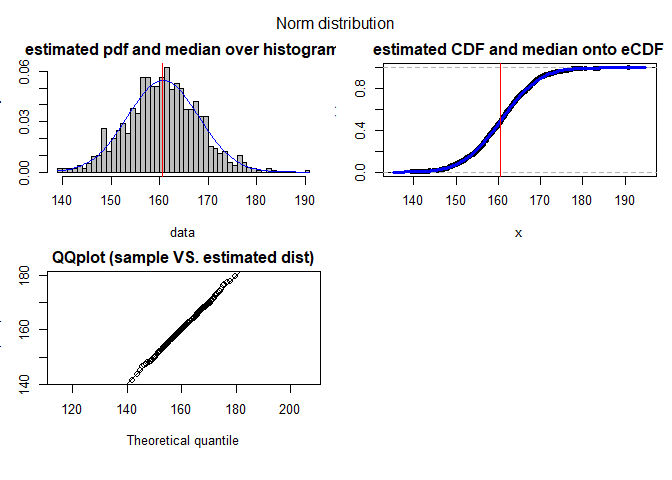 Norm distribution
estimated pdf and median over histogram
0.00 0.03 0.06
140 150 160 170 180 190
data
estimated CDF and median onto eCDF
0.0 0.4 0.8
140 150 160 170 180 190
x
QQplot (sample VS. estimated dist)
140 160 180
120 140 160 180 200
Theoretical quantile